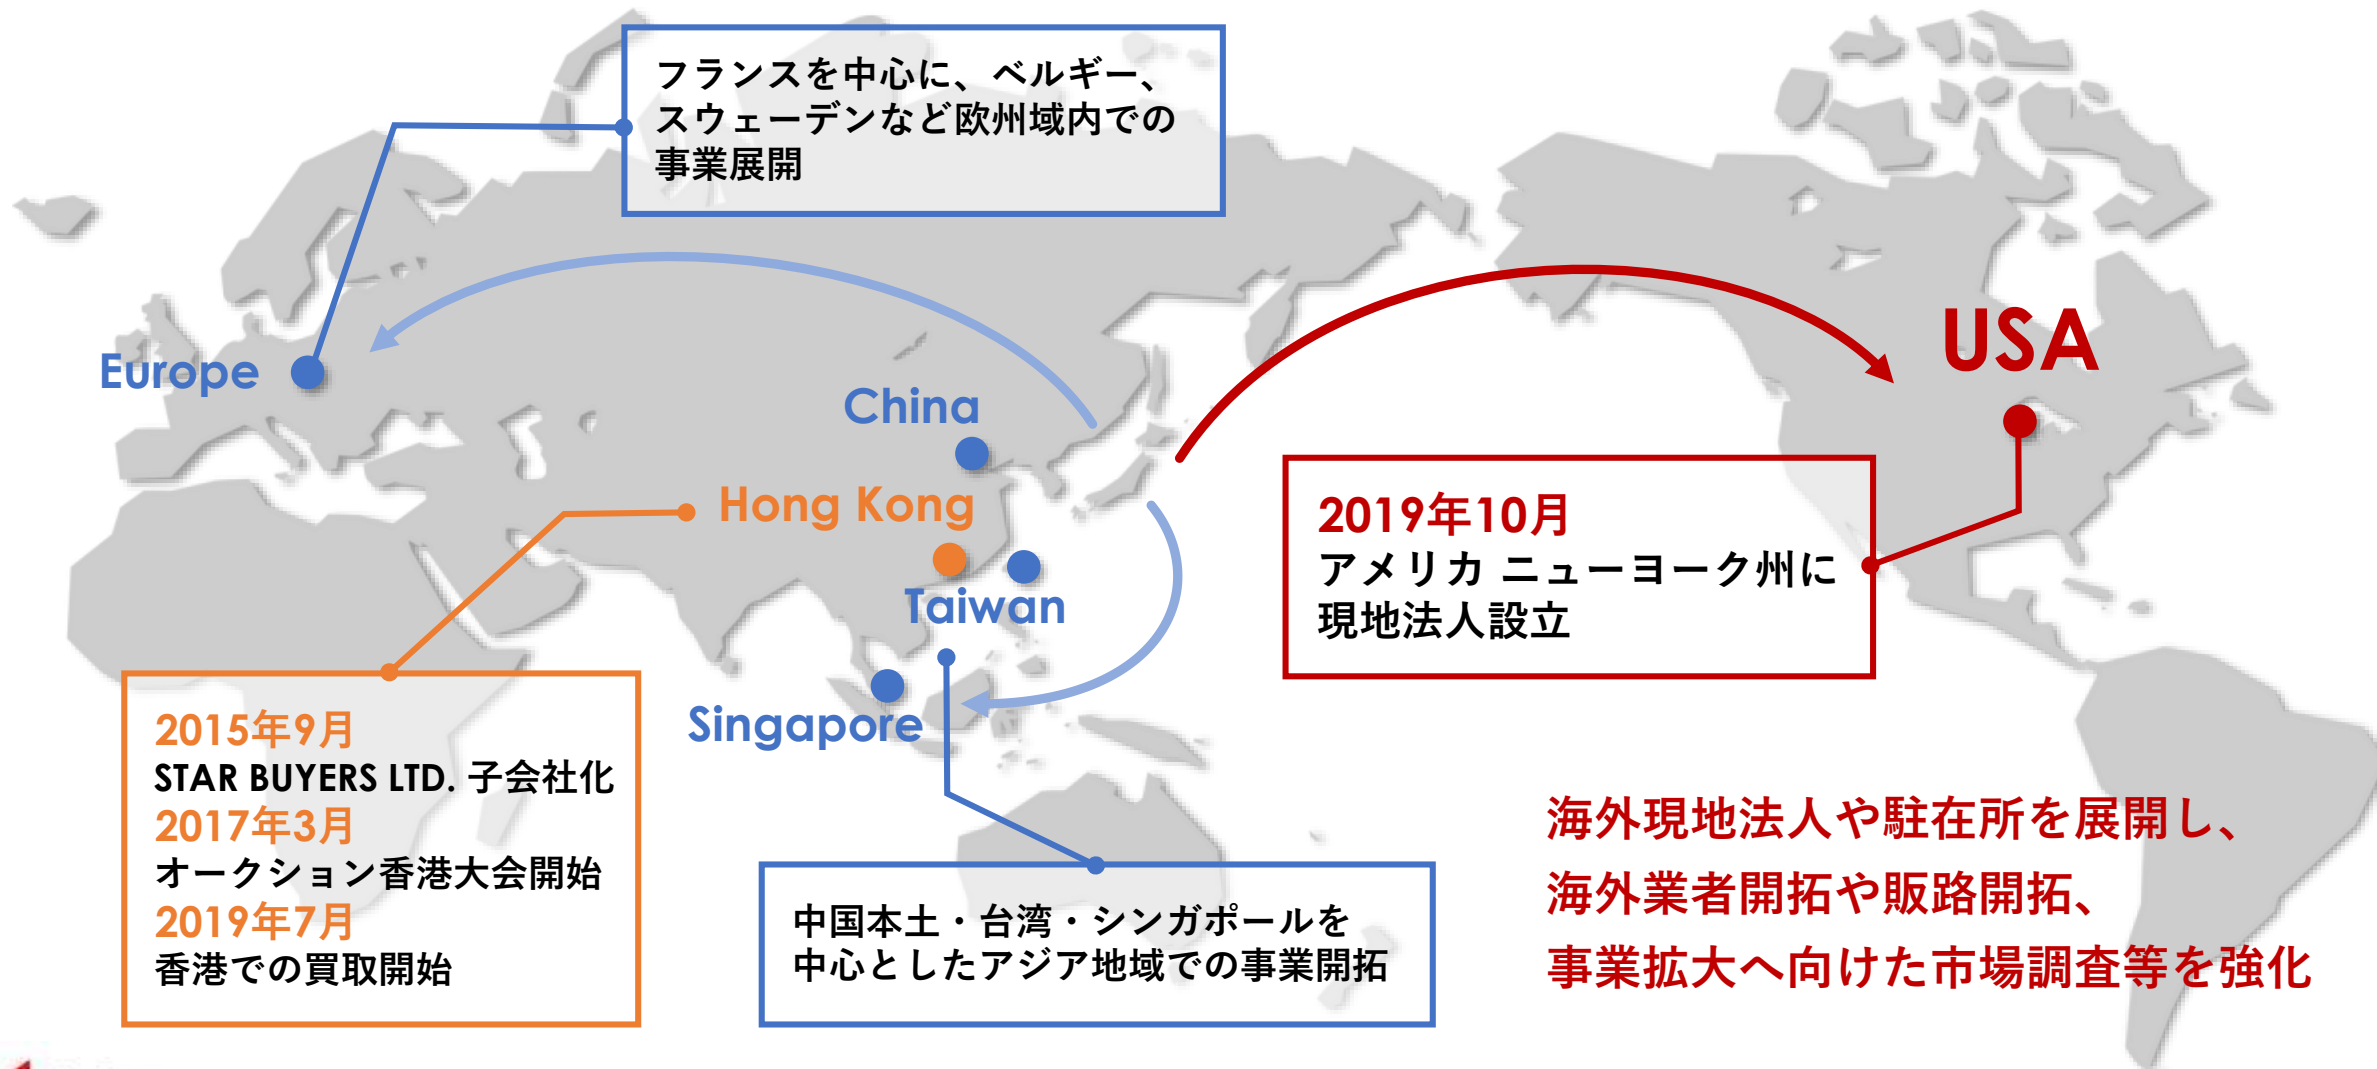 フランスを中心に、ベルギー、
スウェーデンなど欧州域内での
事業展開
USA
Europe
China
Hong Kong
2019年10月
アメリカ ニューヨーク州に
現地法人設立
Taiwan
Singapore
2015年9月
STAR BUYERS LTD. 子会社化
2017年3月
オークション香港大会開始
2019年7月
香港での買取開始
中国本土・台湾・シンガポールを
中心としたアジア地域での事業開拓
海外現地法人や駐在所を展開し、
海外業者開拓や販路開拓、
事業拡大へ向けた市場調査等を強化